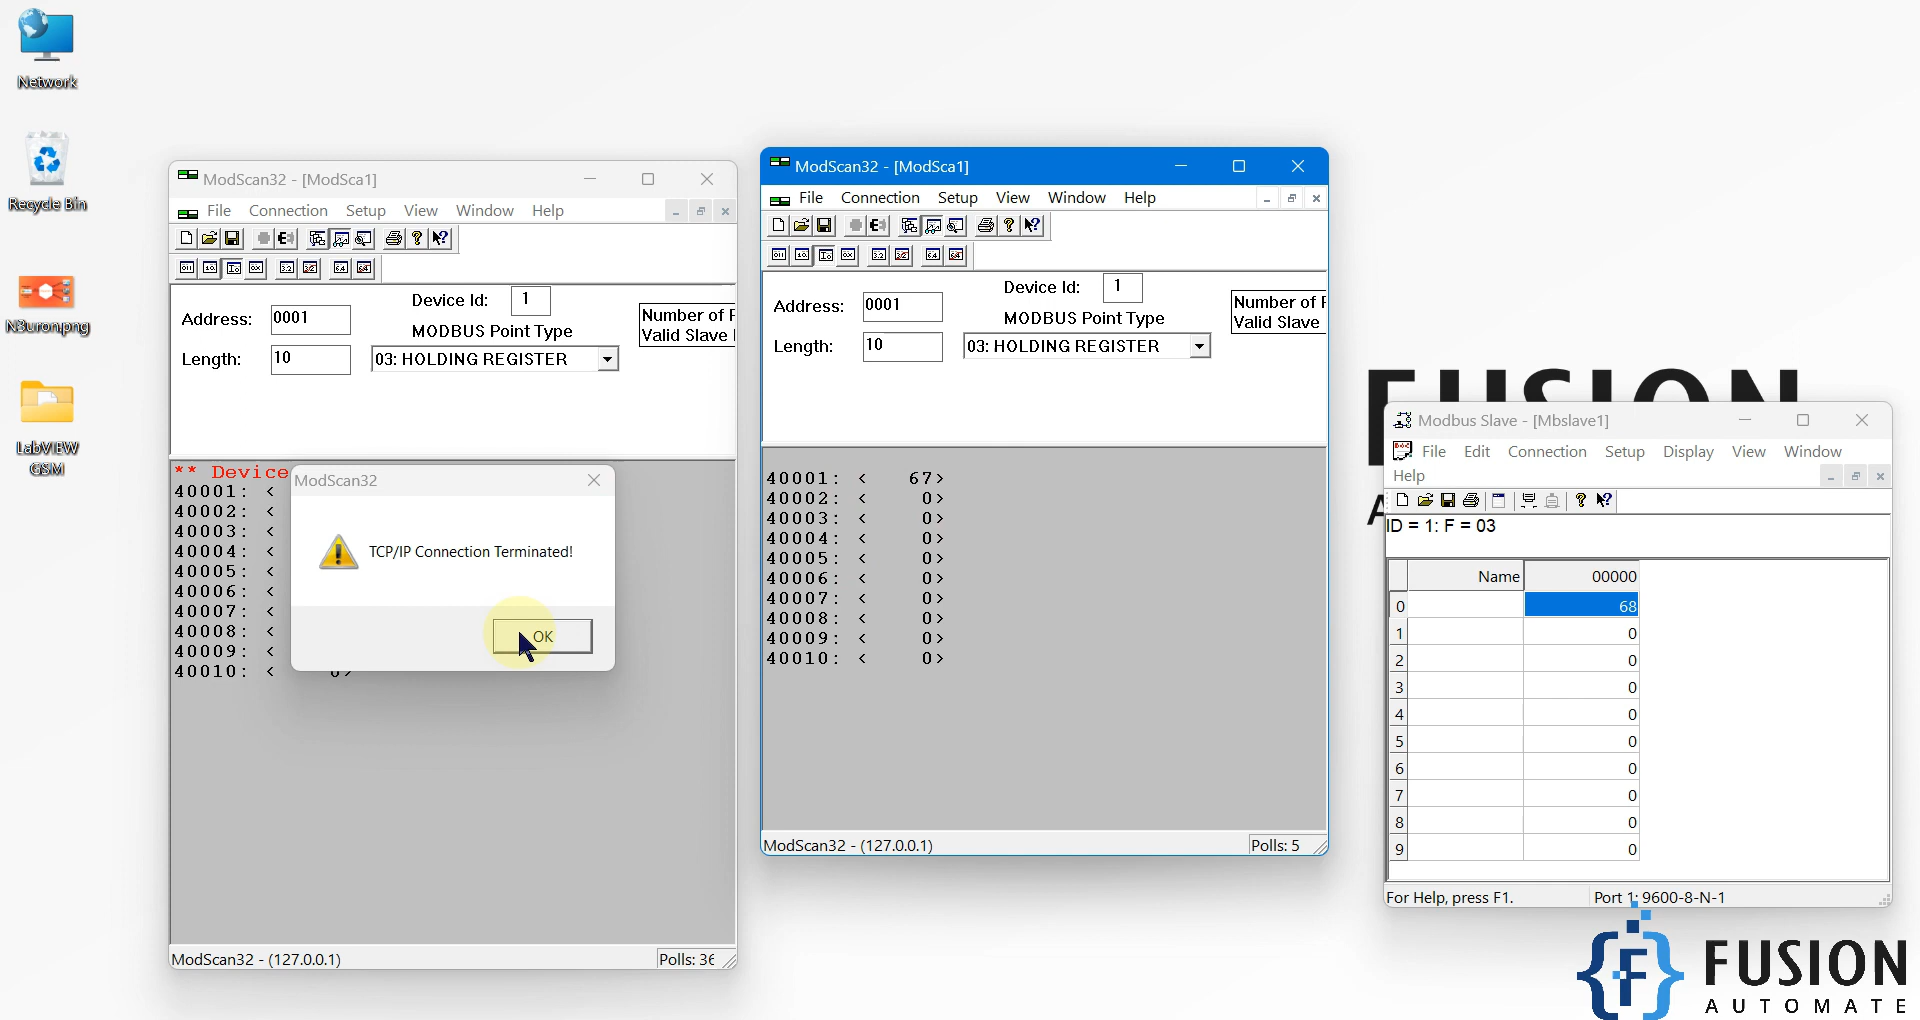 Network
Recycle Bin
N3uronpng
LabVIEW
GSM
ModScan32 - [ModSca1]
File Connection Setup View Window Help
Address: 0001
Device Id: 1
MODBUS Point Type
Length: 10
03: HOLDING REGISTER
Number of
Valid Slave
** Device
40001: <
40002: <
40003: <
40004: <
40005: <
40006: <
40007: <
40008: <
40009: <
40010: <
ModScan32 - (127.0.0.1)
Polls: 36
ModScan32
TCP/IP Connection Terminated!
OK
ModScan32 - [ModSca1]
File Connection Setup View Window Help
Address: 0001
Device Id: 1
MODBUS Point Type
Length: 10
03: HOLDING REGISTER
Number of
Valid Slave
40001: < 67>
40002: < 0>
40003: < 0>
40004: < 0>
40005: < 0>
40006: < 0>
40007: < 0>
40008: < 0>
40009: < 0>
40010: < 0>
ModScan32 - (127.0.0.1)
Polls: 5
FUSION
Modbus Slave - [Mbslave1]
File Edit Connection Setup Display View Window
Help
ID = 1: F = 03
Name 00000
0 68
1 0
2 0
3 0
4 0
5 0
6 0
7 0
8 0
9 0
For Help, press F1.
Port 1: 9600-8-N-1
FUSION
AUTOMATE